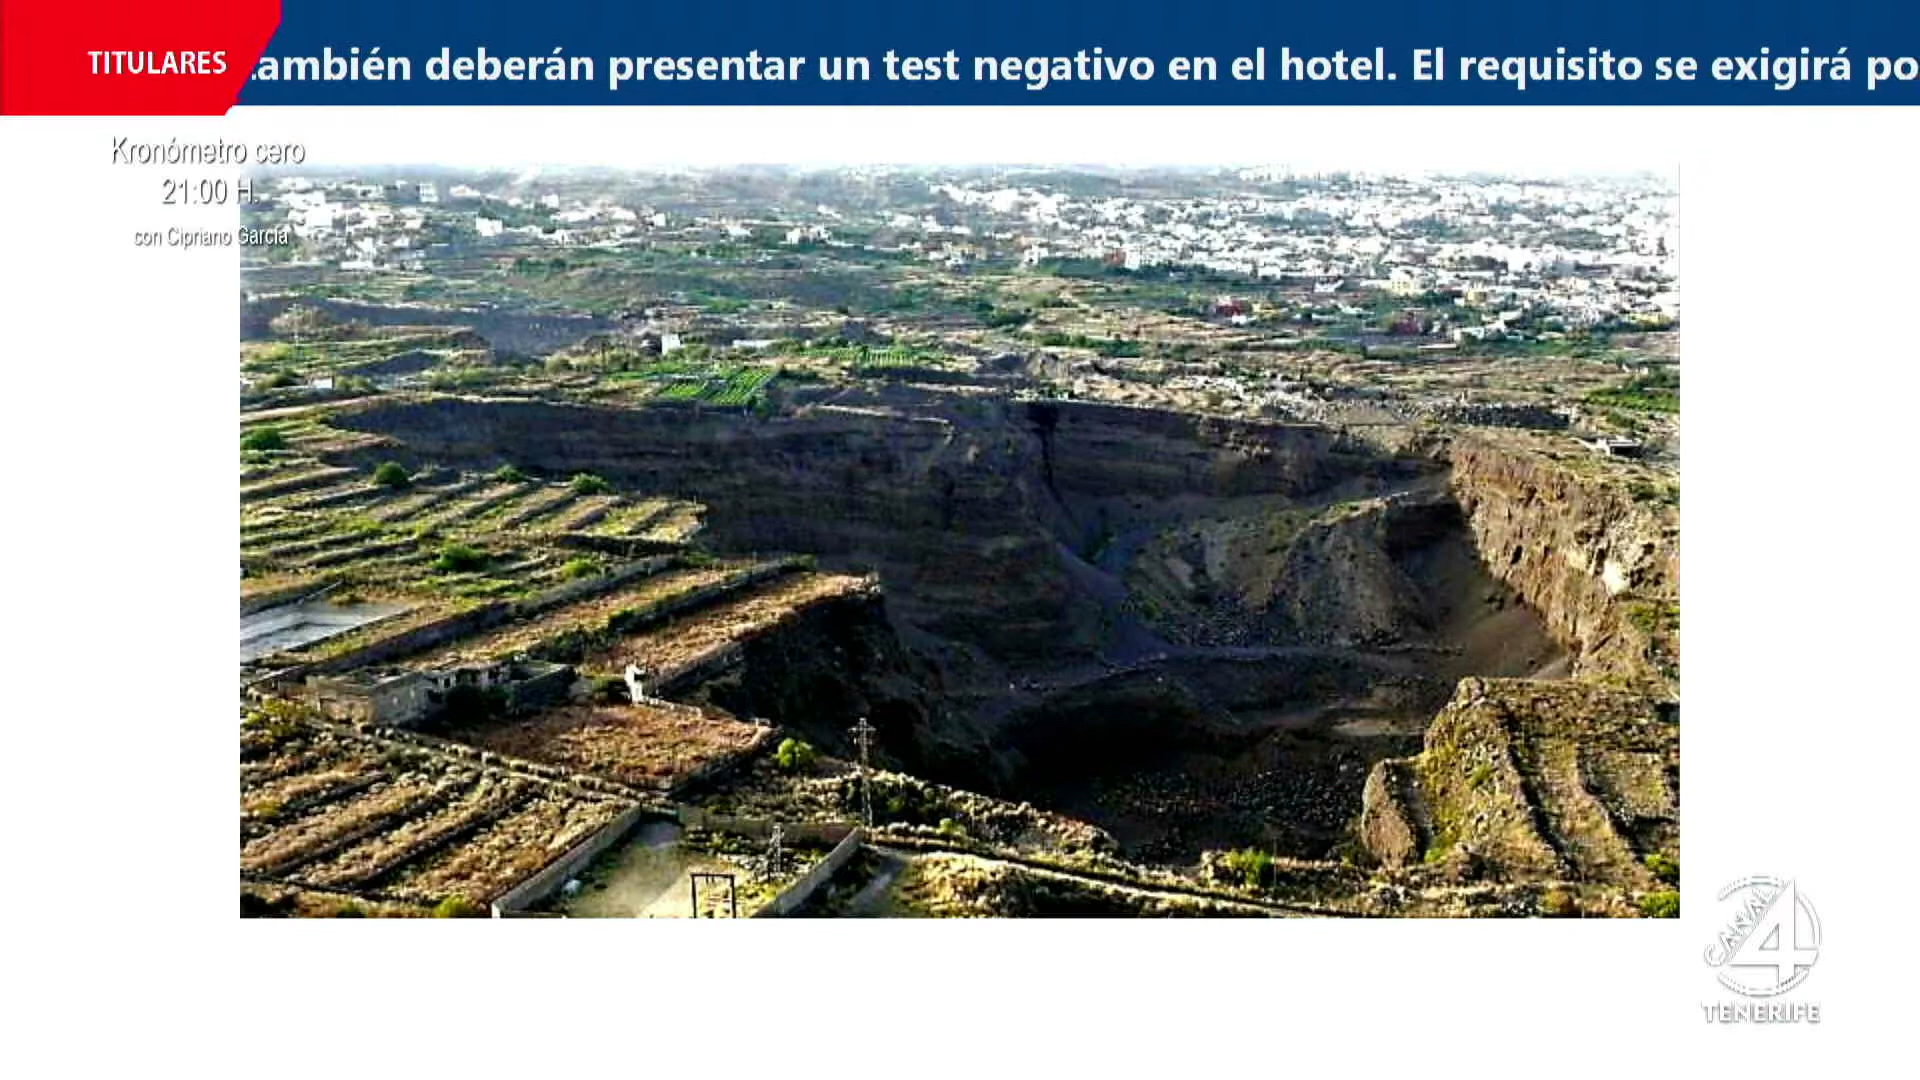 TITULARES
también deberán presentar un test negativo en el hotel. El requisito se exigirá po
Kronómetro cero
21:00 H.
con Cipriano García
CANAL
4
TENERIFE